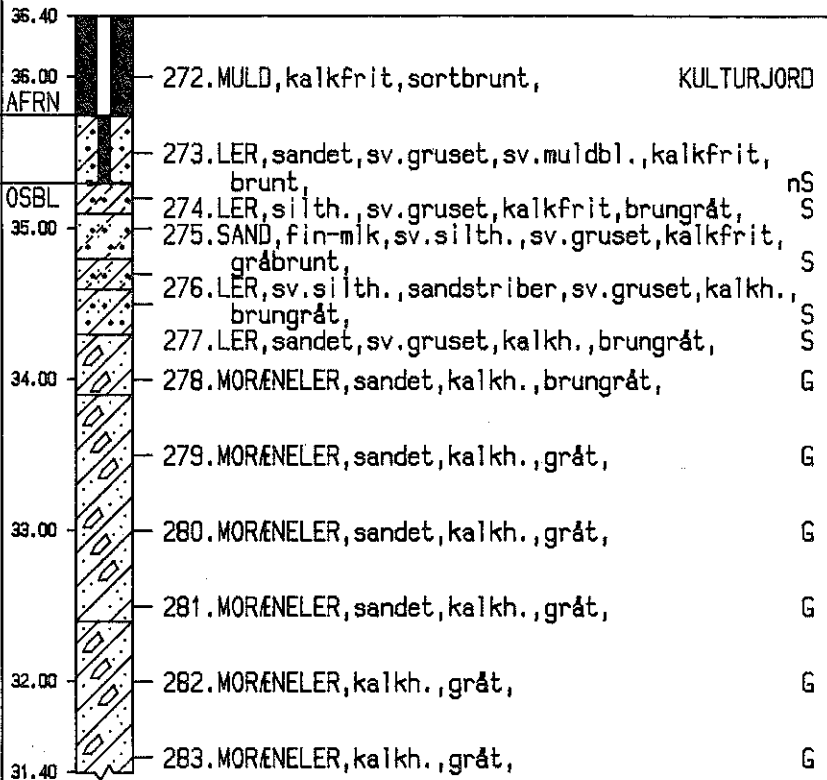 36.40
36.00 272.MULD,kalkfrit,sortbrunt, KULTURJORD
AFRN
273.LER,sandet,sv.gruset,sv.muldbl.,kalkfrit,
brunt, nS
OSBL 274.LER,silth.,sv.gruset,kalkfrit,brungråt, S
35.00 275.SAND,fin-mlk,sv.silth.,sv.gruset,kalkfrit,
gråbrunt, S
276.LER,sv.silth.,sandstriber,sv.gruset,kalkh.,
brungråt, S
277.LER,sandet,sv.gruset,kalkh.,brungråt, S
34.00 278.MORÆNELER,sandet,kalkh.,brungråt, G
279.MORÆNELER,sandet,kalkh.,gråt, G
33.00 280.MORÆNELER,sandet,kalkh.,gråt, G
281.MORÆNELER,sandet,kalkh.,gråt, G
32.00 282.MORÆNELER,kalkh.,gråt, G
283.MORÆNELER,kalkh.,gråt, G
31.40